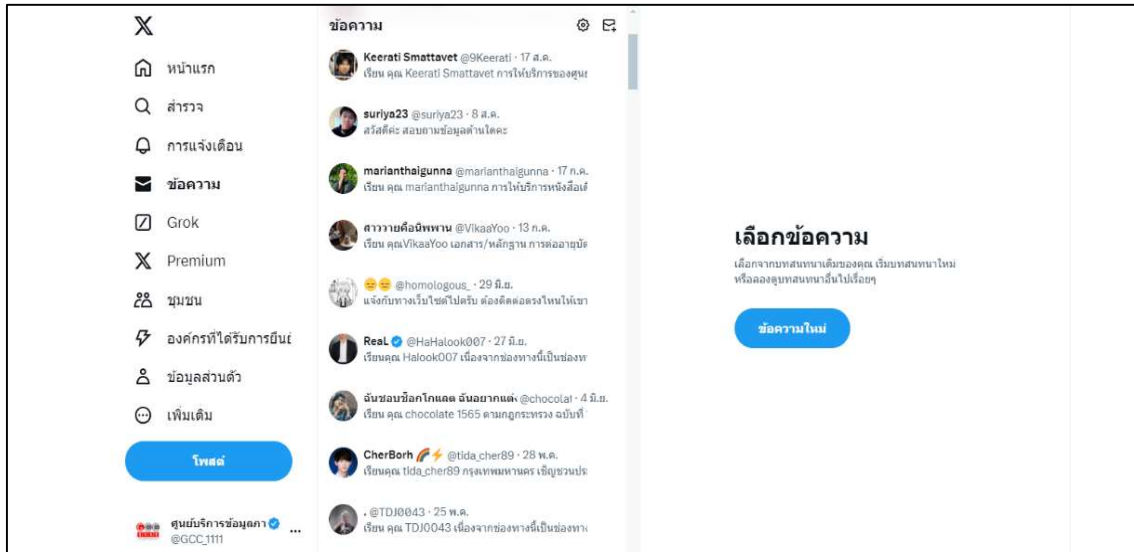 หน้าแรก
สำรวจ
การแจ้งเตือน
ข้อความ
Grok
Premium
ชุมชน
องค์กรที่ได้รับการยืนย
ข้อมูลส่วนตัว
เพิ่มเติม
โพสต์
ศูนย์บริการข้อมูลภา
@GCC_1111
...
ข้อความ
Keerati Smattavet @9Keerati · 17 ส.ค.
เรียน คุณ Keerati Smattavet การให้บริการของศูนย
suriya23 @suriya23 · 8 ส.ค.
สวัสดีค่ะ สอบถามข้อมูลด้านใดคะ
marianthaigunna @marianthaigunna · 17 ก.ค.
เรียน คุณ marianthaigunna การให้บริการหนังสือเดิ
สาววายคือนิพพาน @VikaaYoo · 13 ก.ค.
เรียน คุณVikaaYoo เอกสาร/หลักฐาน การต่ออายุบัต
😑😑 @homologous_ · 29 มิ.ย.
แจ้งกับทางเว็บไซต์ไปครับ ต้องติดต่อตรงไหนให้เขา
ReaL @HaHalook007 · 27 มิ.ย.
เรียนคุณ Halook007 เนื่องจากช่องทางนี้เป็นช่องท
ฉันชอบช็อกโกแลต ฉันอยากแต่ง @chocolat · 4 มิ.ย.
เรียน คุณ chocolate 1565 ตามกฎกระทรวง ฉบับที่
CherBorh 🌈⚡ @tida_cher89 · 28 พ.ค.
เรียนคุณ tida_cher89 กรุงเทพมหานคร เชิญชวนประ
. @TDJ0043 · 25 พ.ค.
เรียน คุณ TDJ0043 เนื่องจากช่องทางนี้เป็นช่องทาง
เลือกข้อความ
เลือกจากบทสนทนาเดิมของคุณ เริ่มบทสนทนาใหม่
หรือลองดูบทสนทนาอื่นไปเรื่อยๆ
ข้อความใหม่